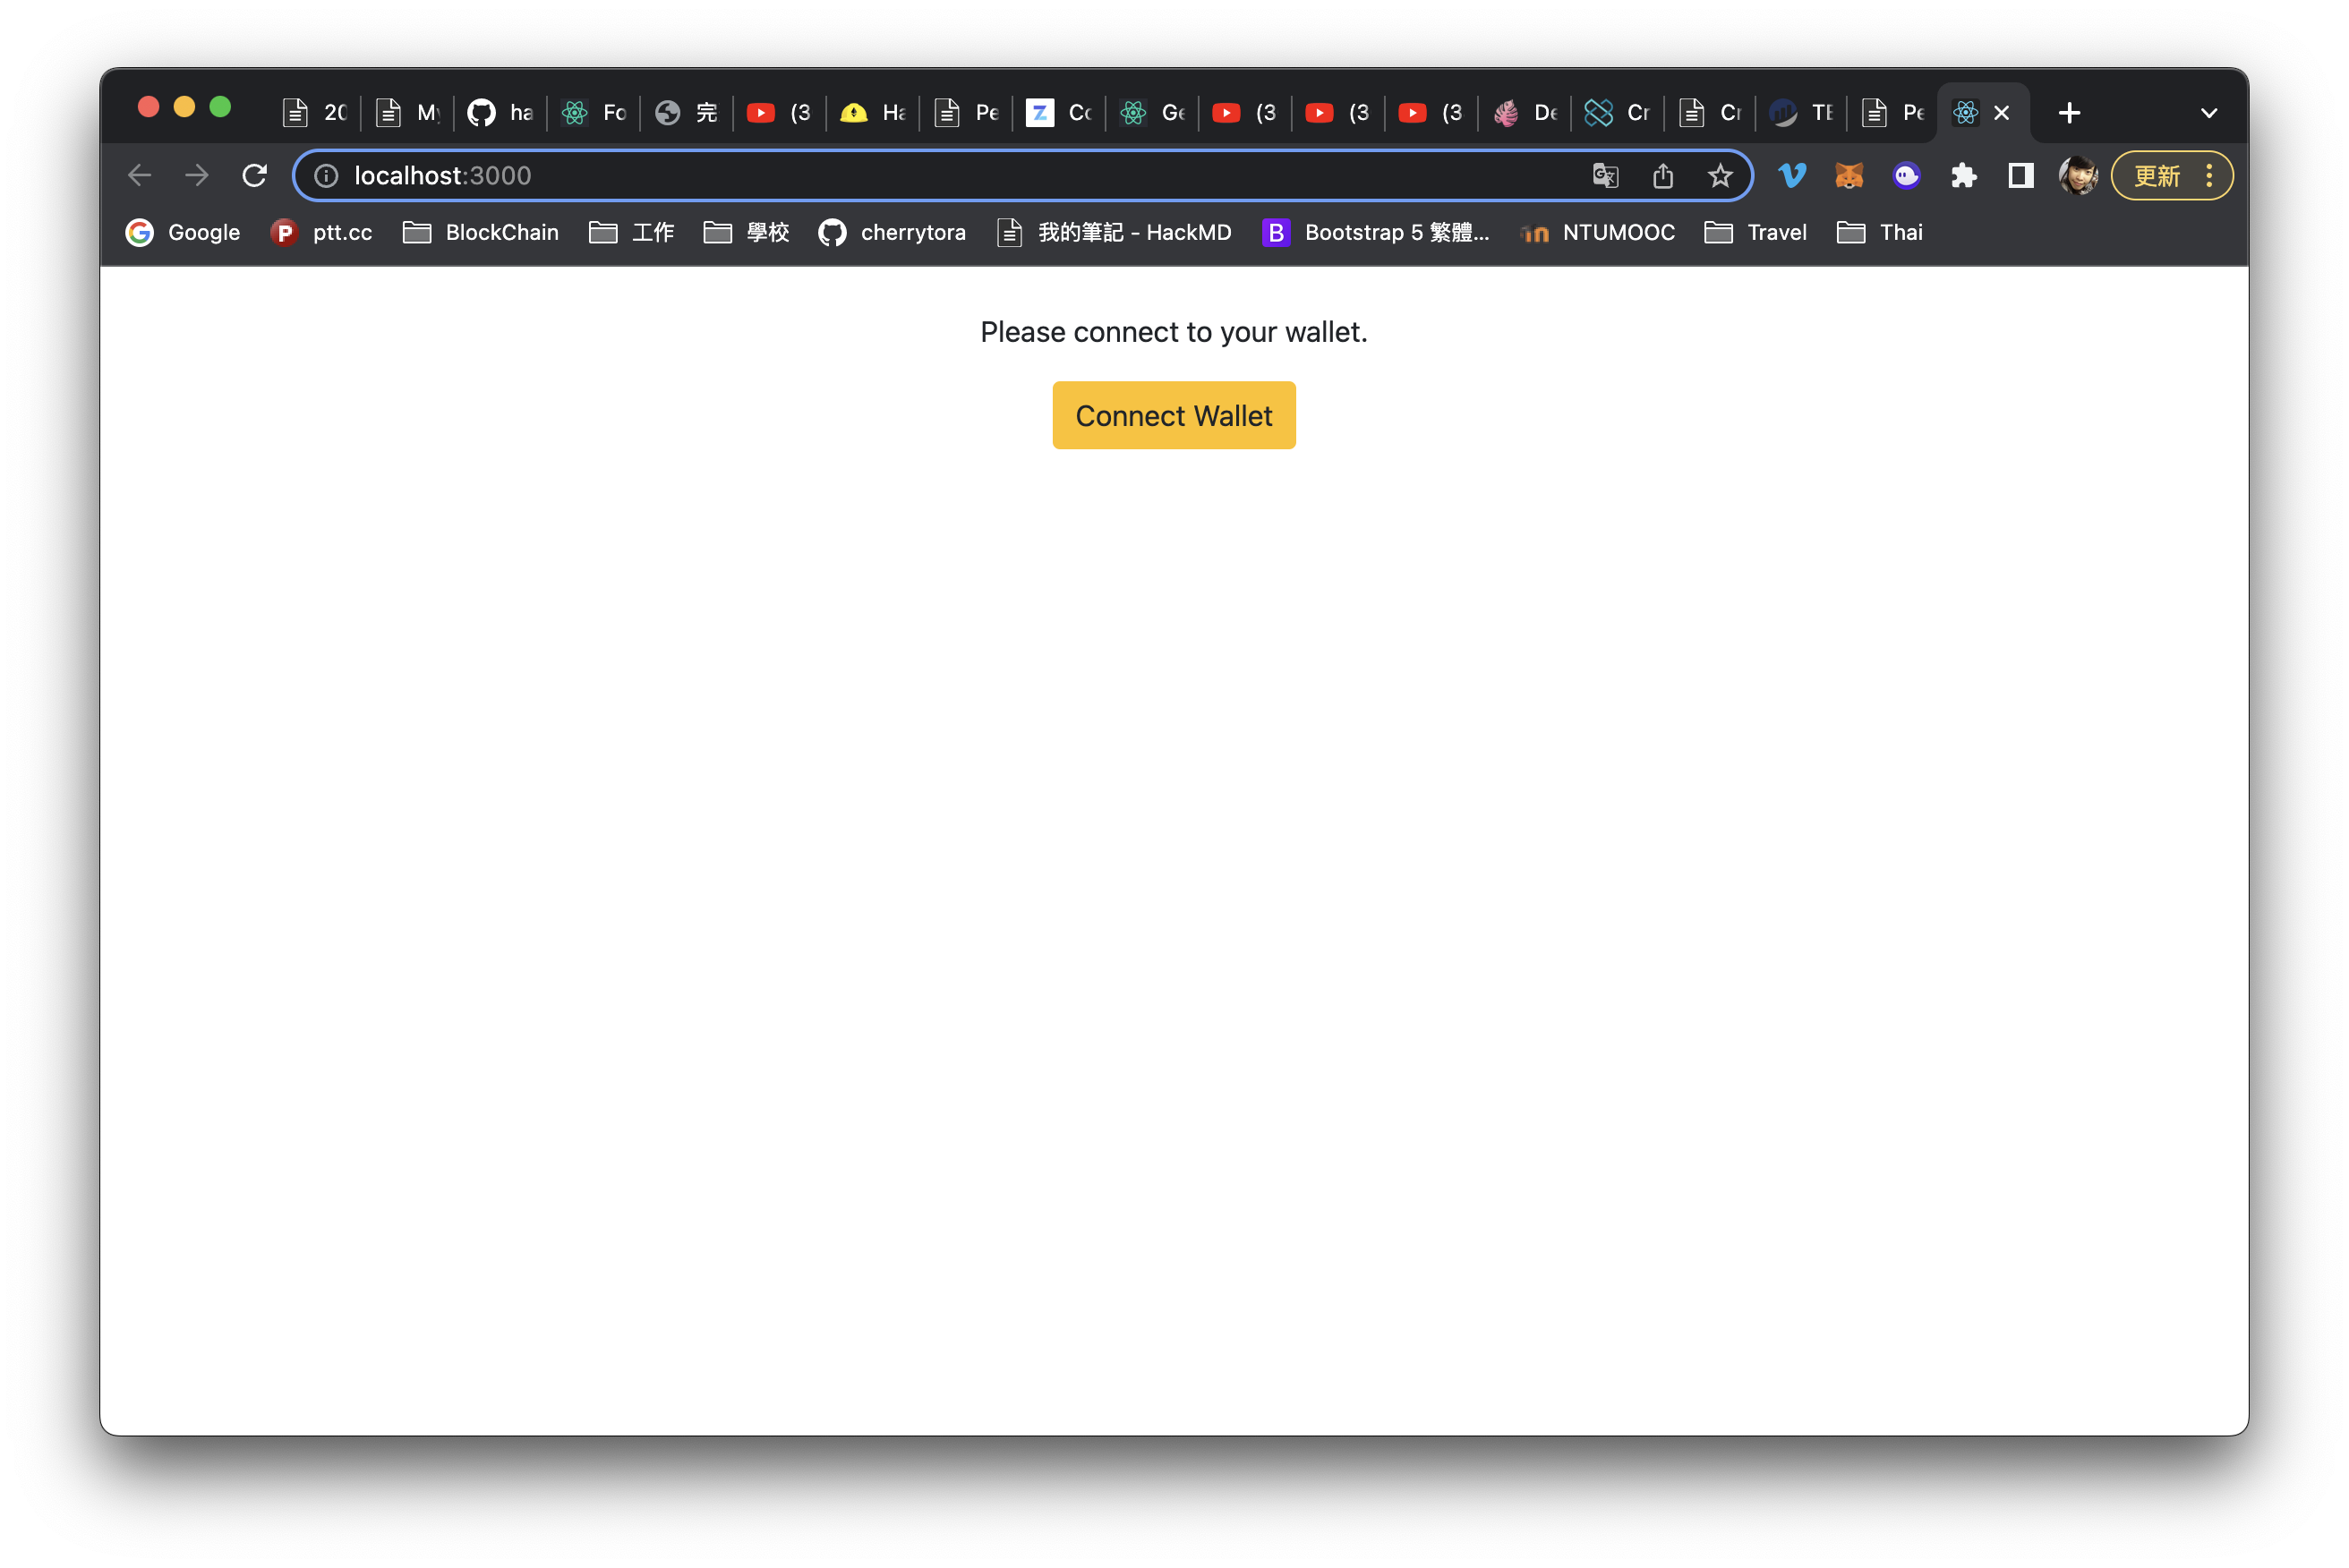 20 My ha Fo 完 (3 Ha Pe Co Ge (3 (3 (3 De Cr Cr TE Pe
localhost:3000 更新
Google ptt.cc BlockChain 工作 學校 cherrytora 我的筆記 - HackMD Bootstrap 5 繁體... NTUMOOC Travel Thai
Please connect to your wallet.
Connect Wallet